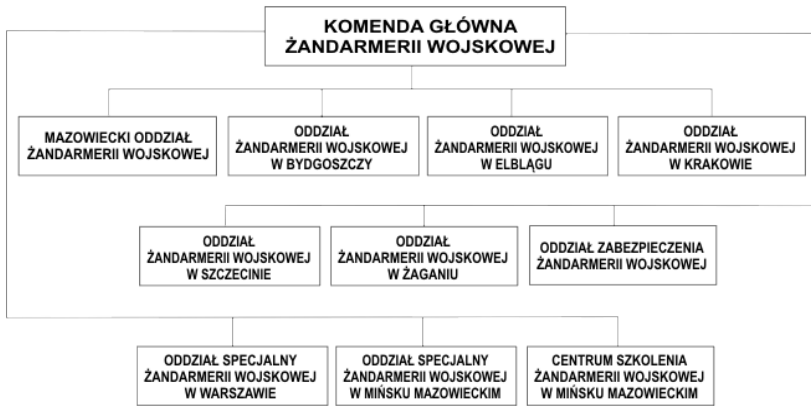 KOMENDA GŁÓWNA
ŻANDARMERII WOJSKOWEJ
MAZOWIECKI ODDZIAŁ
ŻANDARMERII WOJSKOWEJ
ODDZIAŁ
ŻANDARMERII WOJSKOWEJ
W BYDGOSZCZY
ODDZIAŁ
ŻANDARMERII WOJSKOWEJ
W ELBLĄGU
ODDZIAŁ
ŻANDARMERII WOJSKOWEJ
W KRAKOWIE
ODDZIAŁ
ŻANDARMERII WOJSKOWEJ
W SZCZECINIE
ODDZIAŁ
ŻANDARMERII WOJSKOWEJ
W ŻAGANIU
ODDZIAŁ ZABEZPIECZENIA
ŻANDARMERII WOJSKOWEJ
ODDZIAŁ SPECJALNY
ŻANDARMERII WOJSKOWEJ
W WARSZAWIE
ODDZIAŁ SPECJALNY
ŻANDARMERII WOJSKOWEJ
W MIŃSKU MAZOWIECKIM
CENTRUM SZKOLENIA
ŻANDARMERII WOJSKOWEJ
W MIŃSKU MAZOWIECKIM